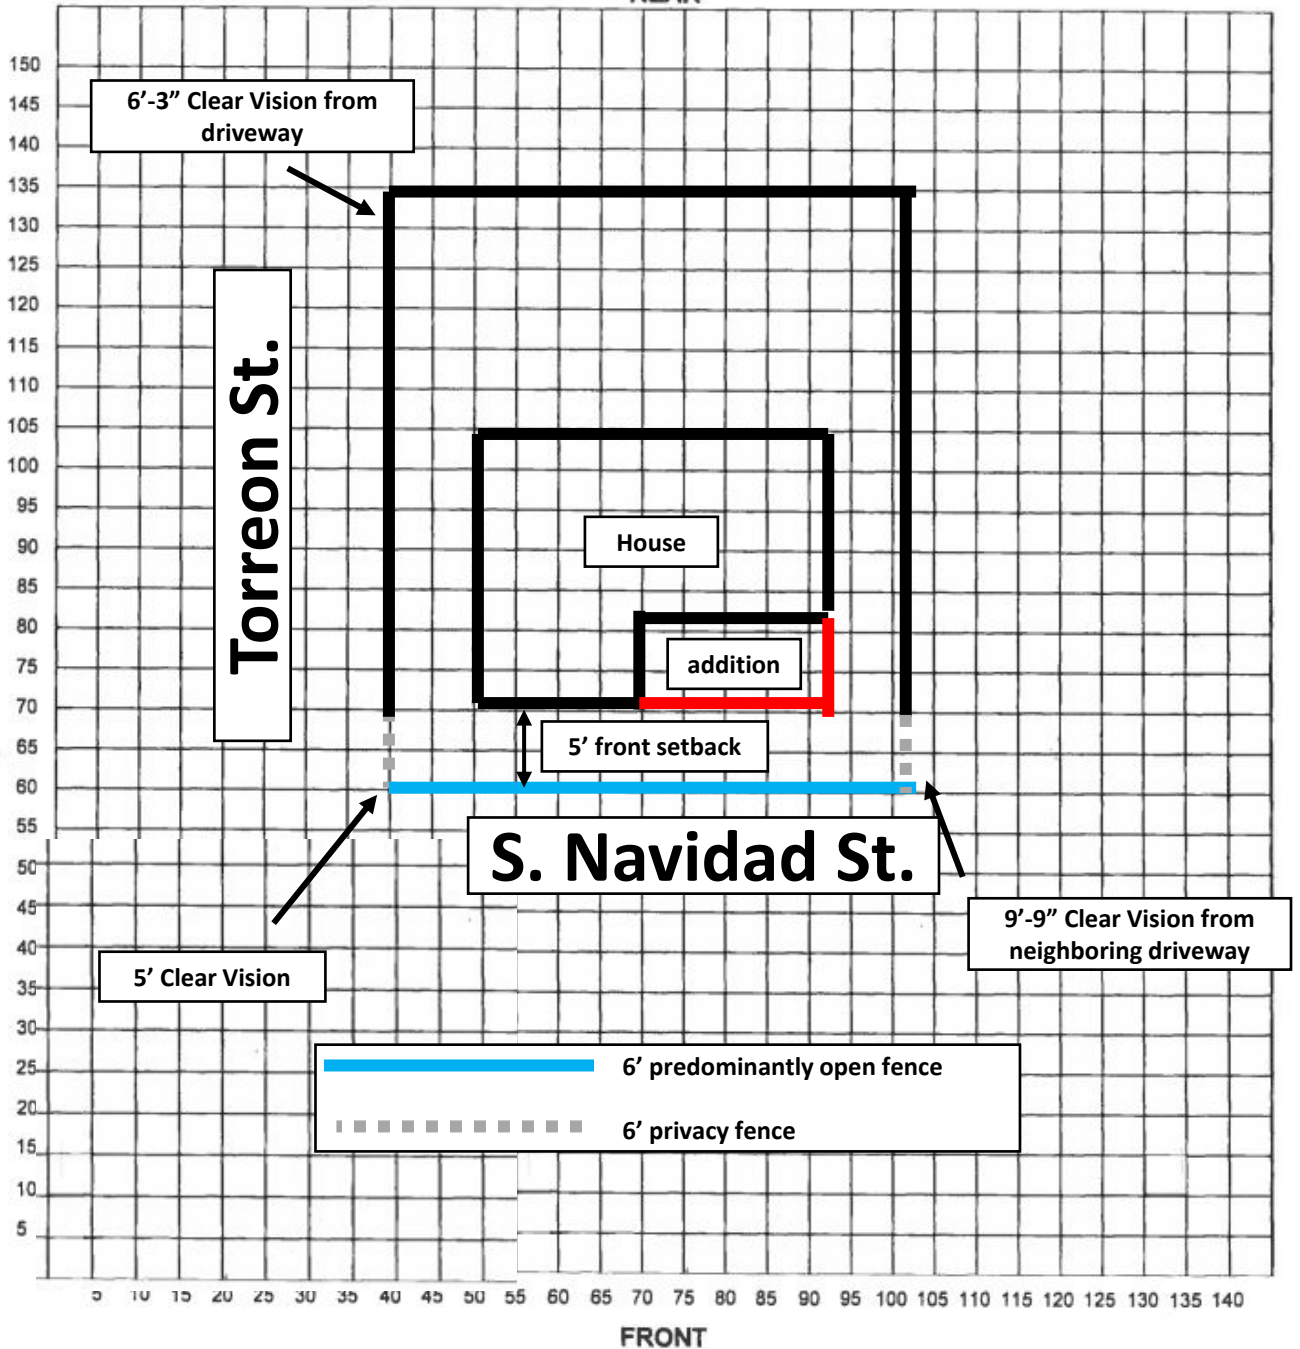 REAR
150
6’-3” Clear Vision from
driveway
145
140
135
130
125
120
115
110
105
100
95
90
85
80
75
70
65
60
55
50
45
40
35
30
25
20
15
10
5
Torreon St.
House
addition
5’ front setback
S. Navidad St.
9’-9” Clear Vision from
neighboring driveway
5’ Clear Vision
6’ predominantly open fence
6’ privacy fence
5 10 15 20 25 30 35 40 45 50 55 60 65 70 75 80 85 90 95 100 105 110 115 120 125 130 135 140
FRONT